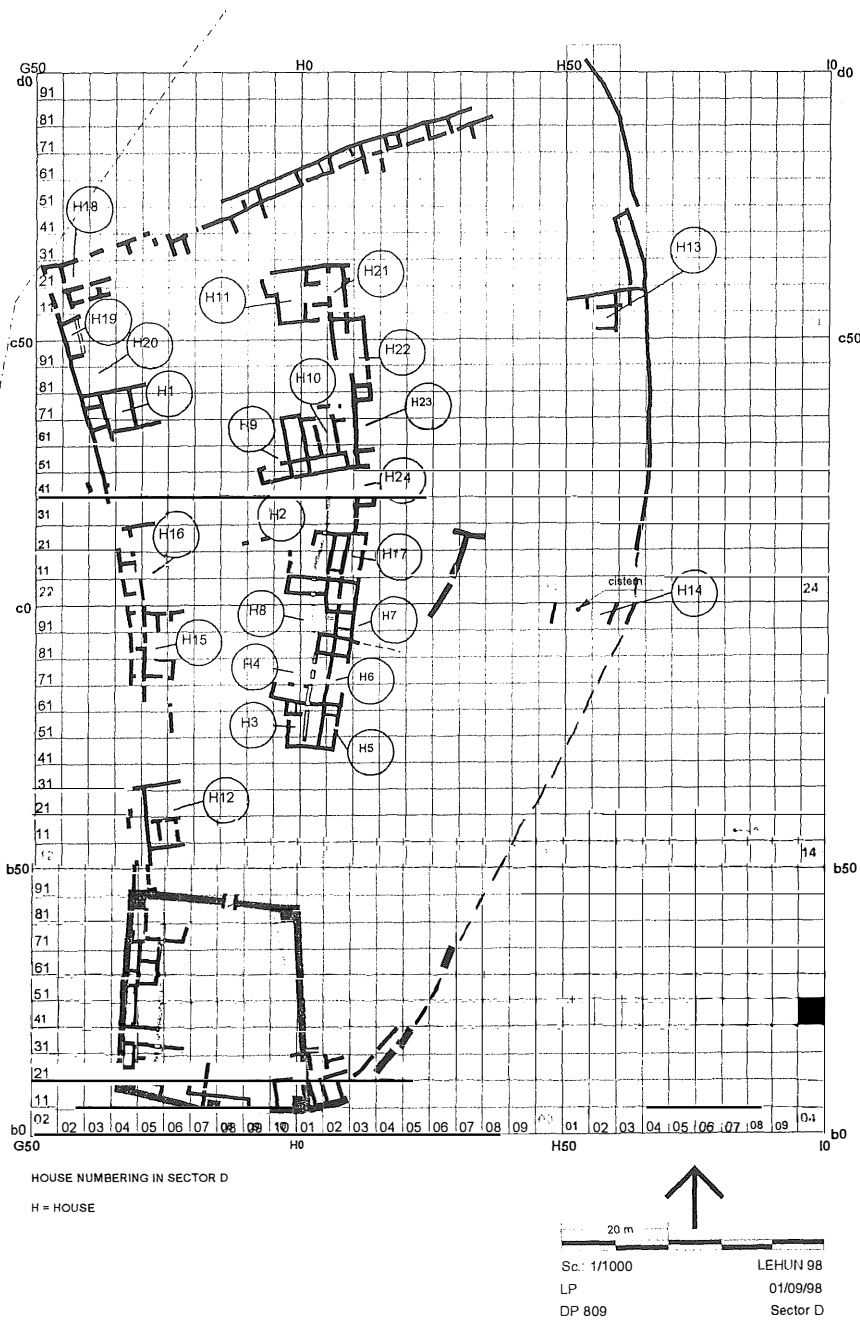 G50 H0 H50 I0
d0 d0
91
81
71
61
51 H18
41
31 H13
21 H11 H21
11
H19
c50 H20 H22 c50
91
81 H1 H10
71 H23
61 H9
51
41 H24
31 H2
21 H16 H17
11 cistern
22 H14 24
c0 H8 H7 c0
91 H15
81 H4
71 H6
61
51 H3 H5
41
31
21 H12
11
14
b50 b50
91
81
71
61
51
41
31
21
11
02 02 03 04 05 06 07 08 09 10 01 02 03 04 05 06 07 08 09 01 02 03 04 05 06 07 08 09 04
b0 b0
G50 H0 H50 I0
HOUSE NUMBERING IN SECTOR D
H = HOUSE
20 m
Sc.: 1/1000 LEHUN 98
LP 01/09/98
DP 809 Sector D